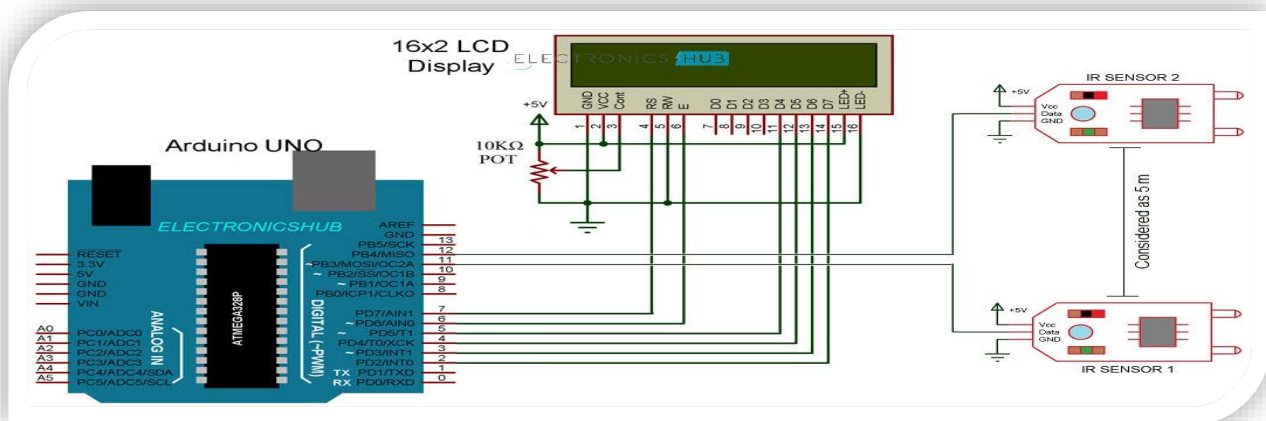 16x2 LCD
Display
ELECTRONICS HUB
+5V
GND
VCC
Cont
RS
RW
E
D0
D1
D2
D3
D4
D5
D6
D7
LED+
LED-
1
2
3
4
5
6
7
8
9
10
11
12
13
14
15
16
10KΩ
POT
Arduino UNO
ELECTRONICSHUB
RESET
3.3V
5V
GND
GND
VIN
A0 PC0/ADC0
A1 PC1/ADC1
A2 PC2/ADC2
A3 PC3/ADC3
A4 PC4/ADC4/SDA
A5 PC5/ADC5/SCL
ANALOG IN
ATMEGA328P
DIGITAL (~PWM)
AREF
GND
PB5/SCK 13
PB4/MISO 12
~PB3/MOSI/OC2A 11
~ PB2/SS/OC1B 10
~ PB1/OC1A 9
PB0/ICP1/CLKO 8
PD7/AIN1 7
~ PD6/AIN0 6
~ PD5/T1 5
PD4/T0/XCK 4
~ PD3/INT1 3
PD2/INT0 2
TX PD1/TXD 1
RX PD0/RXD 0
IR SENSOR 2
+5V
Vcc
Data
GND
Considered as 5 m
+5V
Vcc
Data
GND
IR SENSOR 1